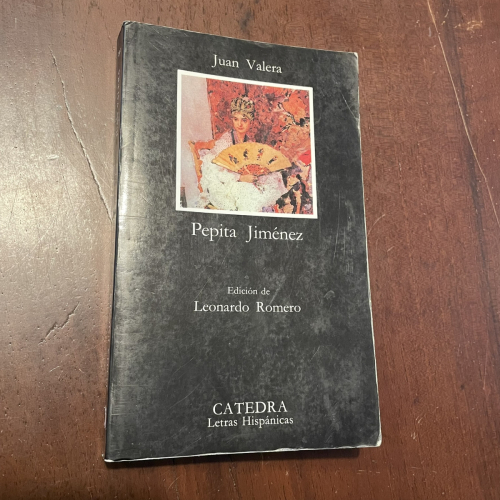 Juan Valera
Pepita Jiménez
Edición de
Leonardo Romero
CATEDRA
Letras Hispánicas